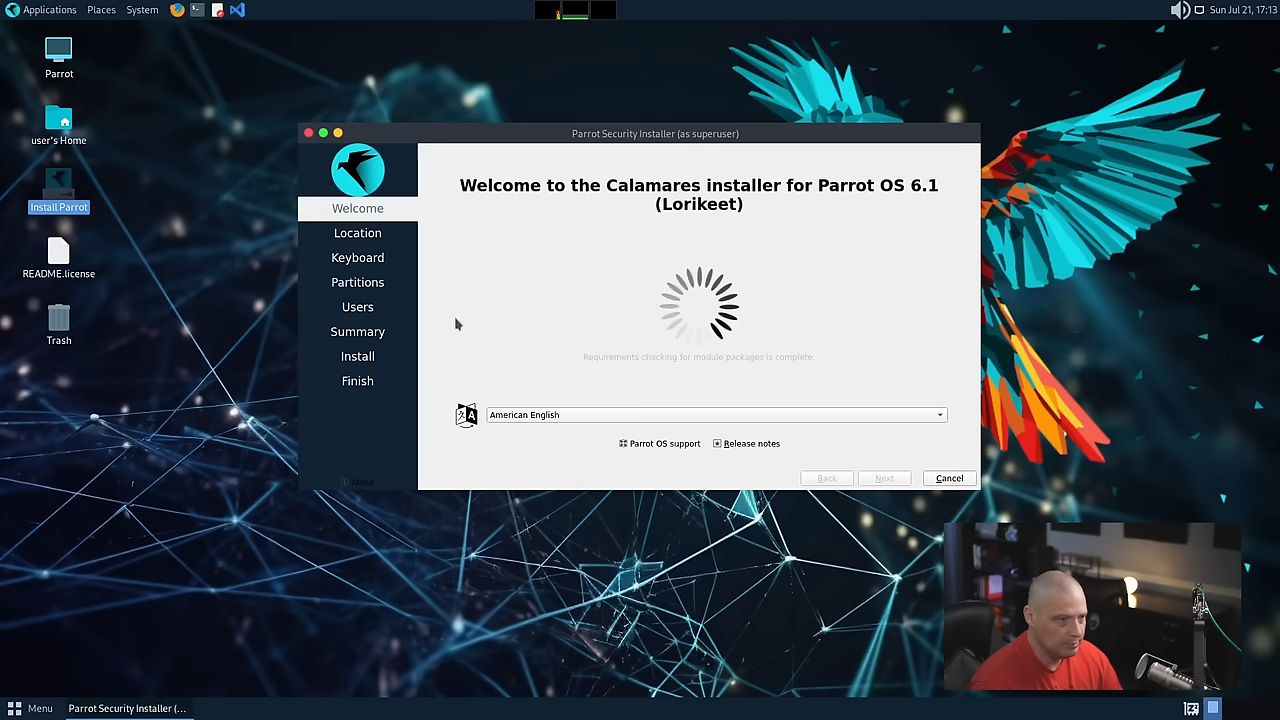 Applications Places System
Sun Jul 21, 17:13
Parrot
user's Home
Install Parrot
README.license
Trash
Parrot Security Installer (as superuser)
Welcome
Location
Keyboard
Partitions
Users
Summary
Install
Finish
About
Welcome to the Calamares installer for Parrot OS 6.1
(Lorikeet)
Requirements checking for module packages is complete.
American English
Parrot OS support Release notes
Back Next Cancel
Menu Parrot Security Installer (...